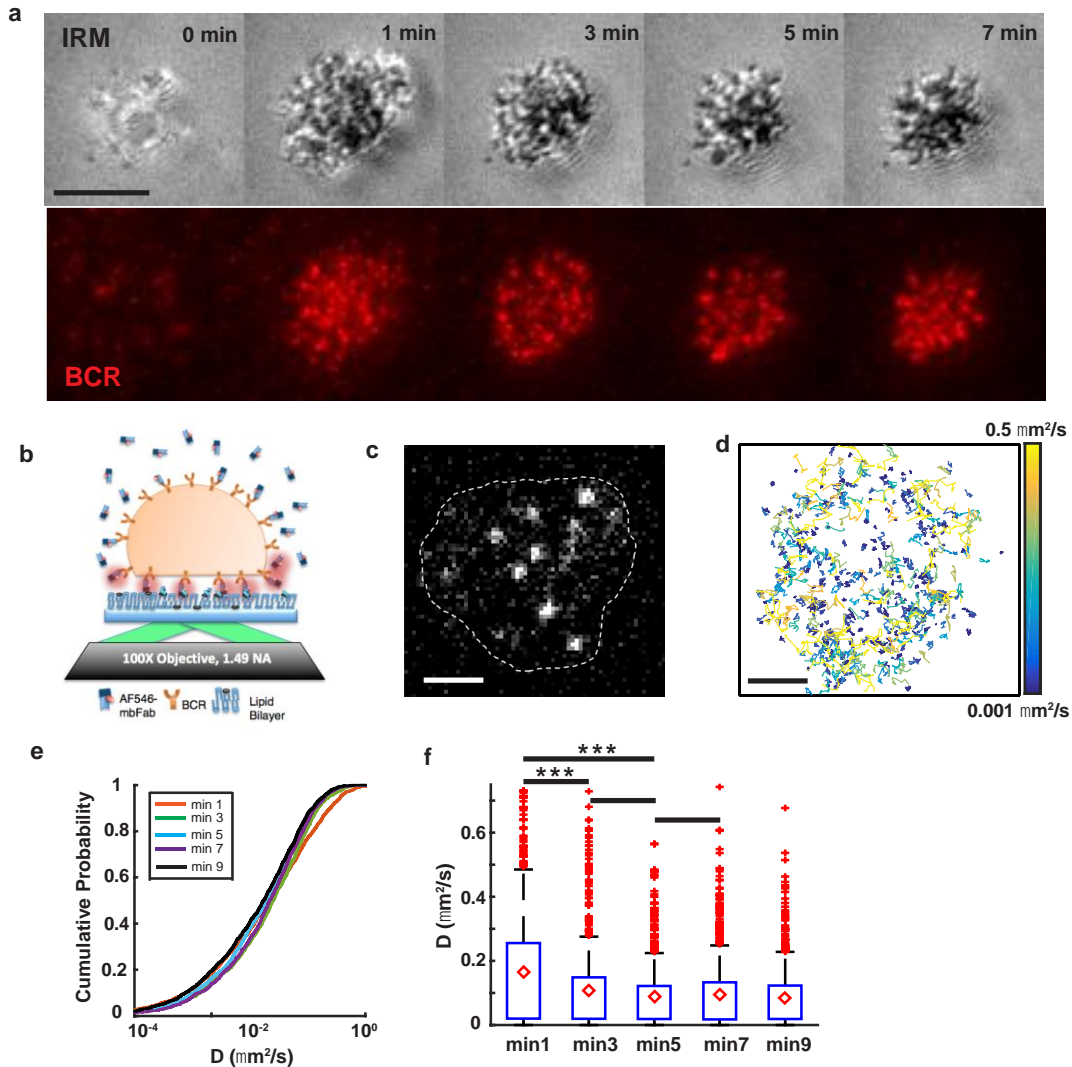 a
IRM
0 min
1 min
3 min
5 min
7 min
BCR
b
100X Objective, 1.49 NA
AF546-
mbFab
BCR
Lipid
Bilayer
c
d
0.5 mm²/s
0.001 mm²/s
e
Cumulative Probability
1
0.8
0.6
0.4
0.2
0
min 1
min 3
min 5
min 7
min 9
10⁻⁴
10⁻²
10⁰
D (mm²/s)
f
***
***
D (mm²/s)
0.6
0.4
0.2
0
min1
min3
min5
min7
min9